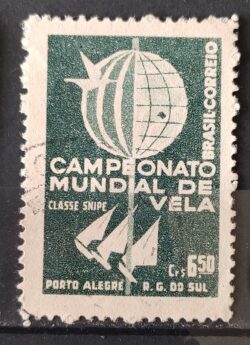 BRASIL·CORREIO
CAMPEONATO
MUNDIAL DE
VELA
CLASSE SNIPE
Cr$ 6,50
PORTO ALEGRE R. G. DO SUL